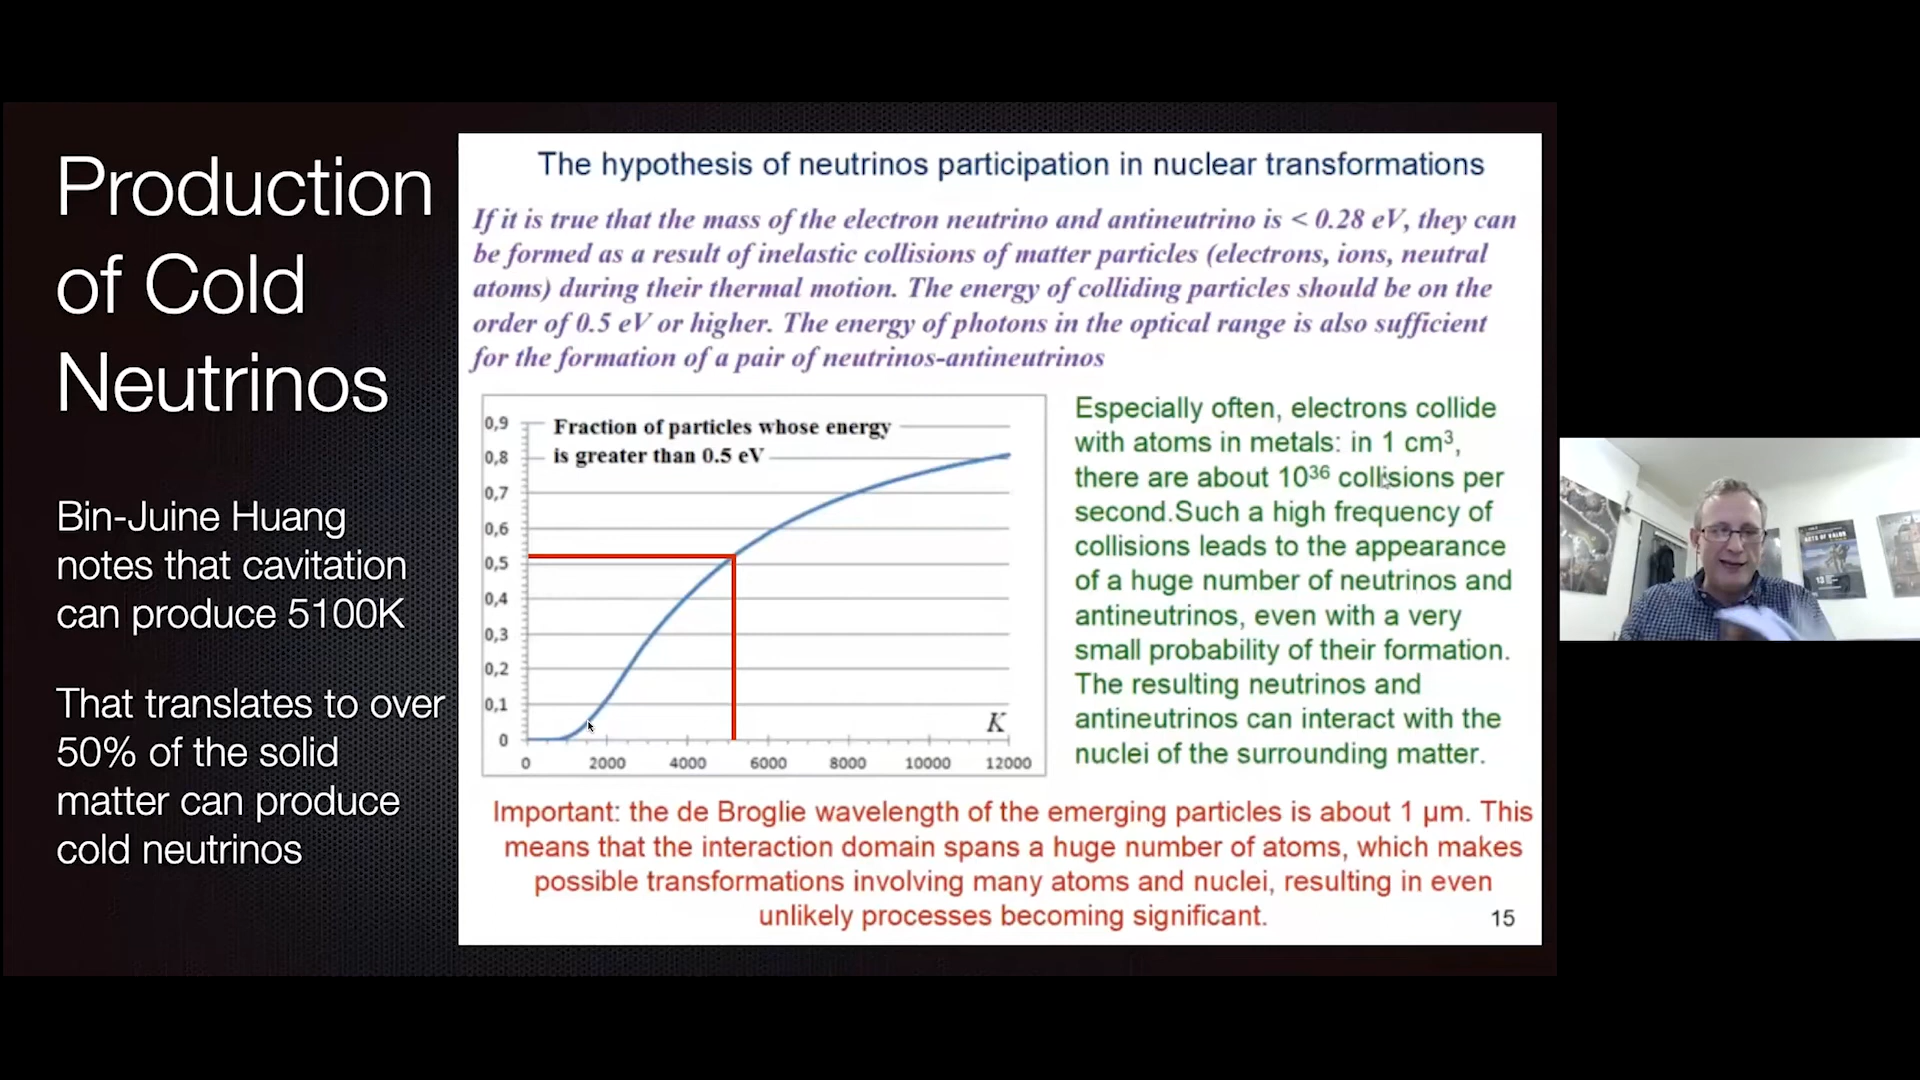 Production
of Cold
Neutrinos
Bin-Juine Huang
notes that cavitation
can produce 5100K
That translates to over
50% of the solid
matter can produce
cold neutrinos
The hypothesis of neutrinos participation in nuclear transformations
If it is true that the mass of the electron neutrino and antineutrino is < 0.28 eV, they can
be formed as a result of inelastic collisions of matter particles (electrons, ions, neutral
atoms) during their thermal motion. The energy of colliding particles should be on the
order of 0.5 eV or higher. The energy of photons in the optical range is also sufficient
for the formation of a pair of neutrinos-antineutrinos
Fraction of particles whose energy
is greater than 0.5 eV
0,9
0,8
0,7
0,6
0,5
0,4
0,3
0,2
0,1
0
K
0 2000 4000 6000 8000 10000 12000
Especially often, electrons collide
with atoms in metals: in 1 cm³,
there are about 10³⁶ collisions per
second.Such a high frequency of
collisions leads to the appearance
of a huge number of neutrinos and
antineutrinos, even with a very
small probability of their formation.
The resulting neutrinos and
antineutrinos can interact with the
nuclei of the surrounding matter.
Important: the de Broglie wavelength of the emerging particles is about 1 µm. This
means that the interaction domain spans a huge number of atoms, which makes
possible transformations involving many atoms and nuclei, resulting in even
unlikely processes becoming significant.
15
ACTS OF VALOR
13